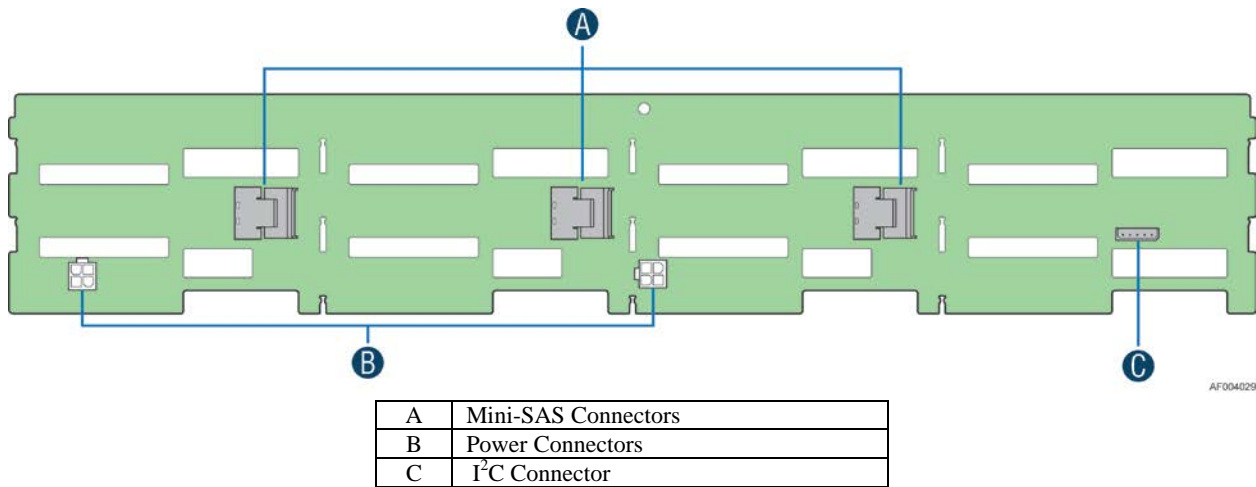 A
B
C
AF004029
A Mini-SAS Connectors
B Power Connectors
C I²C Connector